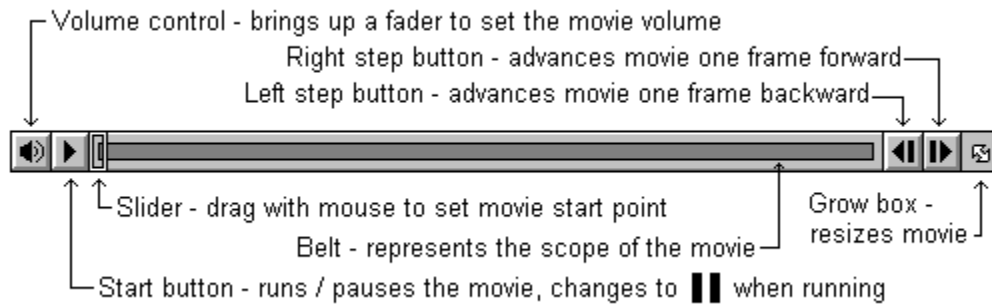 Volume control - brings up a fader to set the movie volume
Right step button - advances movie one frame forward
Left step button - advances movie one frame backward
Slider - drag with mouse to set movie start point
Grow box -
resizes movie
Belt - represents the scope of the movie
Start button - runs / pauses the movie, changes to when running